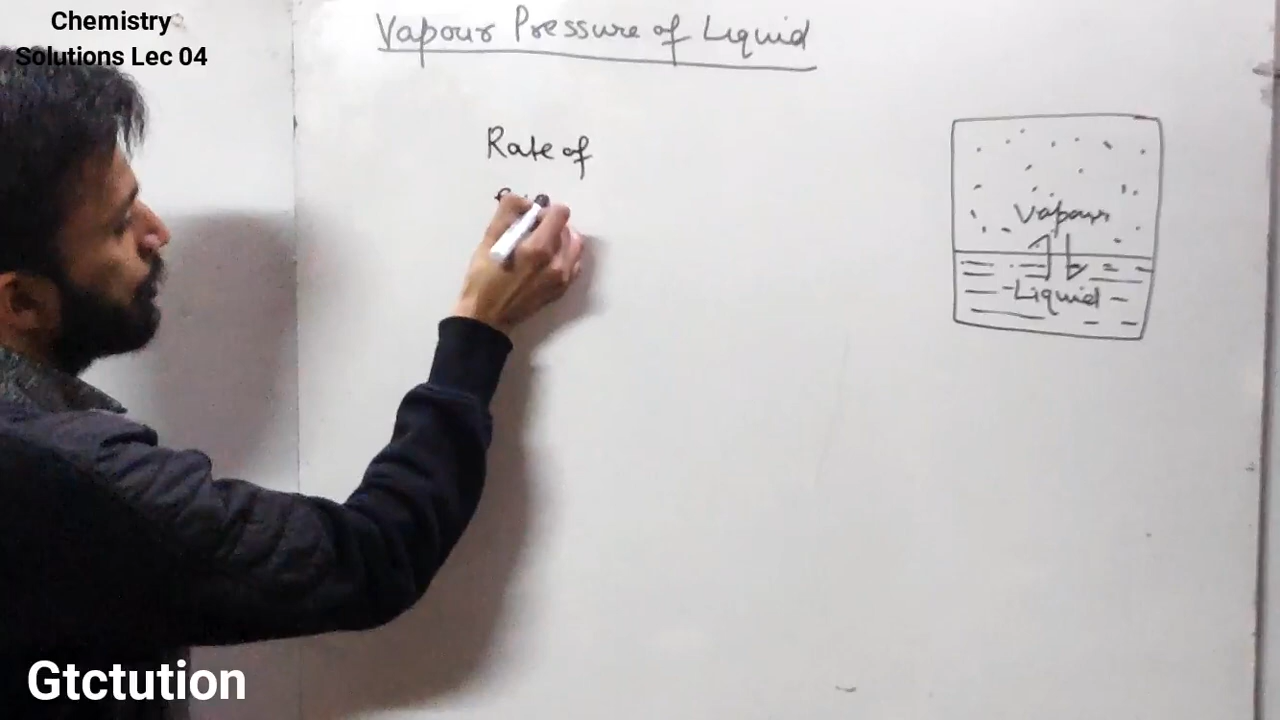 Chemistry
Solutions Lec 04
Vapour Pressure of Liquid
Rate of
Vapour
Liquid
Gtctution